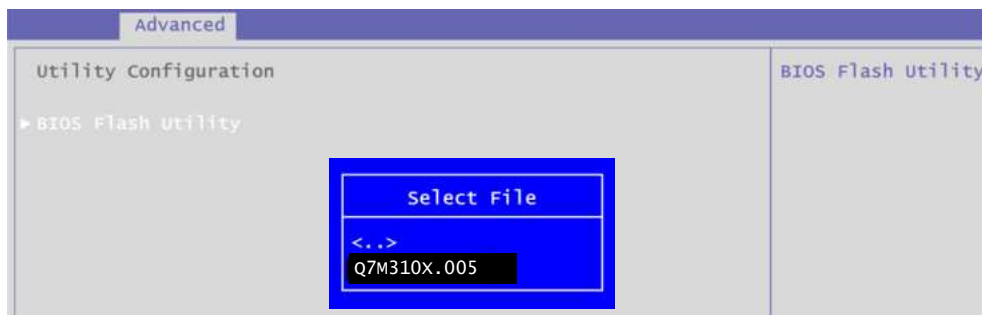 Advanced
Utility Configuration
BIOS Flash Utility
► BIOS Flash Utility
Select File
<..>
Q7M310X.005